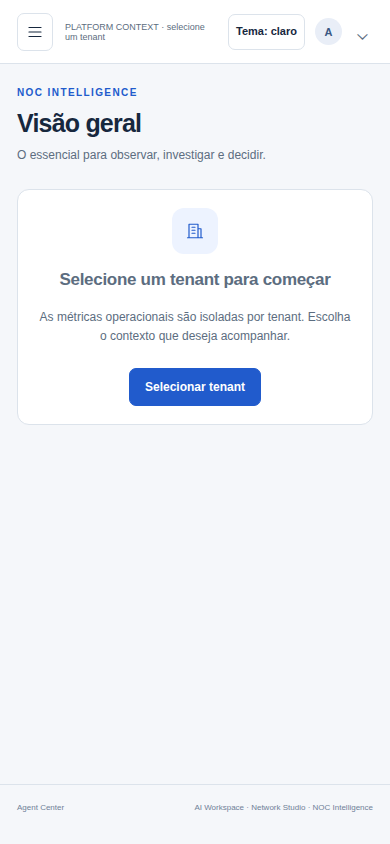 PLATFORM CONTEXT · selecione
um tenant
Tema: claro
A
NOC INTELLIGENCE
Visão geral
O essencial para observar, investigar e decidir.
Selecione um tenant para começar
As métricas operacionais são isoladas por tenant. Escolha
o contexto que deseja acompanhar.
Selecionar tenant
Agent Center
AI Workspace · Network Studio · NOC Intelligence